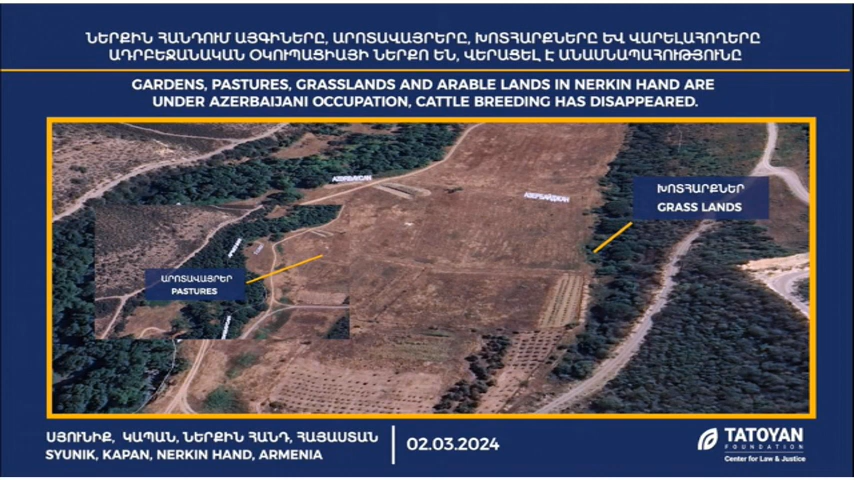 ՆԵՐՔԻՆ ՀԱՆԴՈՒՄ ԱՅԳԻՆԵՐԸ, ԱՐՈՏԱՎԱՅՐԵՐԸ, ԽՈՏՀԱՐՔՆԵՐԸ ԵՎ ՎԱՐԵԼԱՀՈՂԵՐԸ
ԱԴՐԲԵՋԱՆԱԿԱՆ ՕԿՈՒՊԱՑԻԱՅԻ ՆԵՐՔՈ ԵՆ, ՎԵՐԱՑԵԼ Է ԱՆԱՍՆԱՊԱՀՈՒԹՅՈՒՆԸ
GARDENS, PASTURES, GRASSLANDS AND ARABLE LANDS IN NERKIN HAND ARE
UNDER AZERBAIJANI OCCUPATION, CATTLE BREEDING HAS DISAPPEARED.
АЗЕРБАЙДЖАН
ԽՈՏՀԱՐՔՆԵՐ
GRASS LANDS
ԱՐՈՏԱՎԱՅՐԵՐ
PASTURES
ՍՅՈՒՆԻՔ, ԿԱՊԱՆ, ՆԵՐՔԻՆ ՀԱՆԴ, ՀԱՅԱՍՏԱՆ
SYUNIK, KAPAN, NERKIN HAND, ARMENIA
02.03.2024
TATOYAN
FOUNDATION
Center for Law & Justice